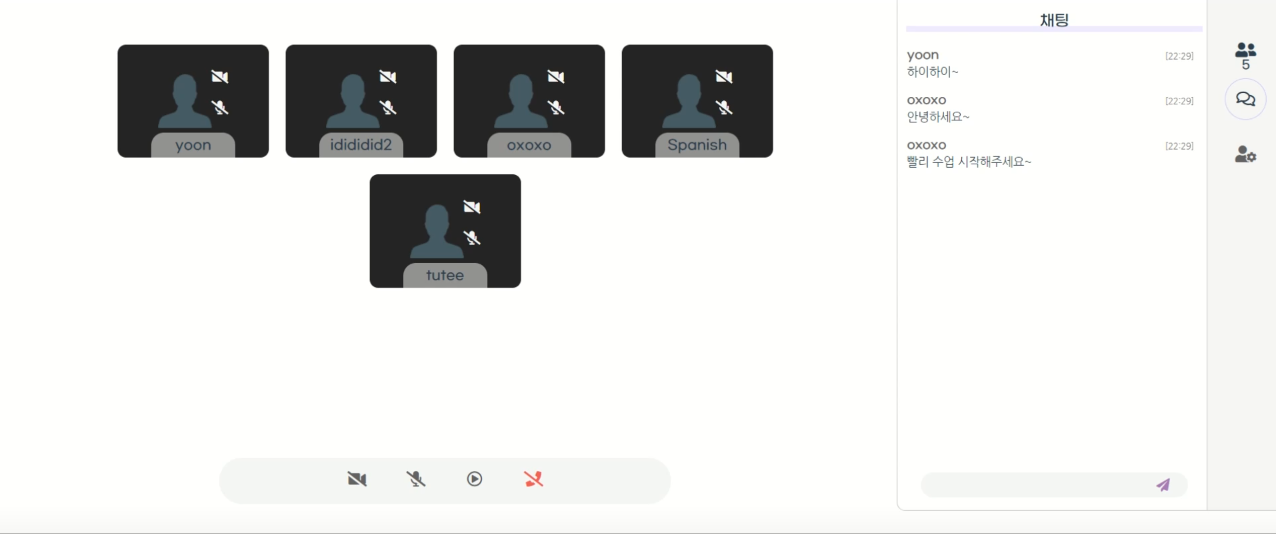 yoon
idididid2
oxoxo
Spanish
tutee
채팅
yoon [22:29]
하이하이~
oxoxo [22:29]
안녕하세요~
oxoxo [22:29]
빨리 수업 시작해주세요~
5